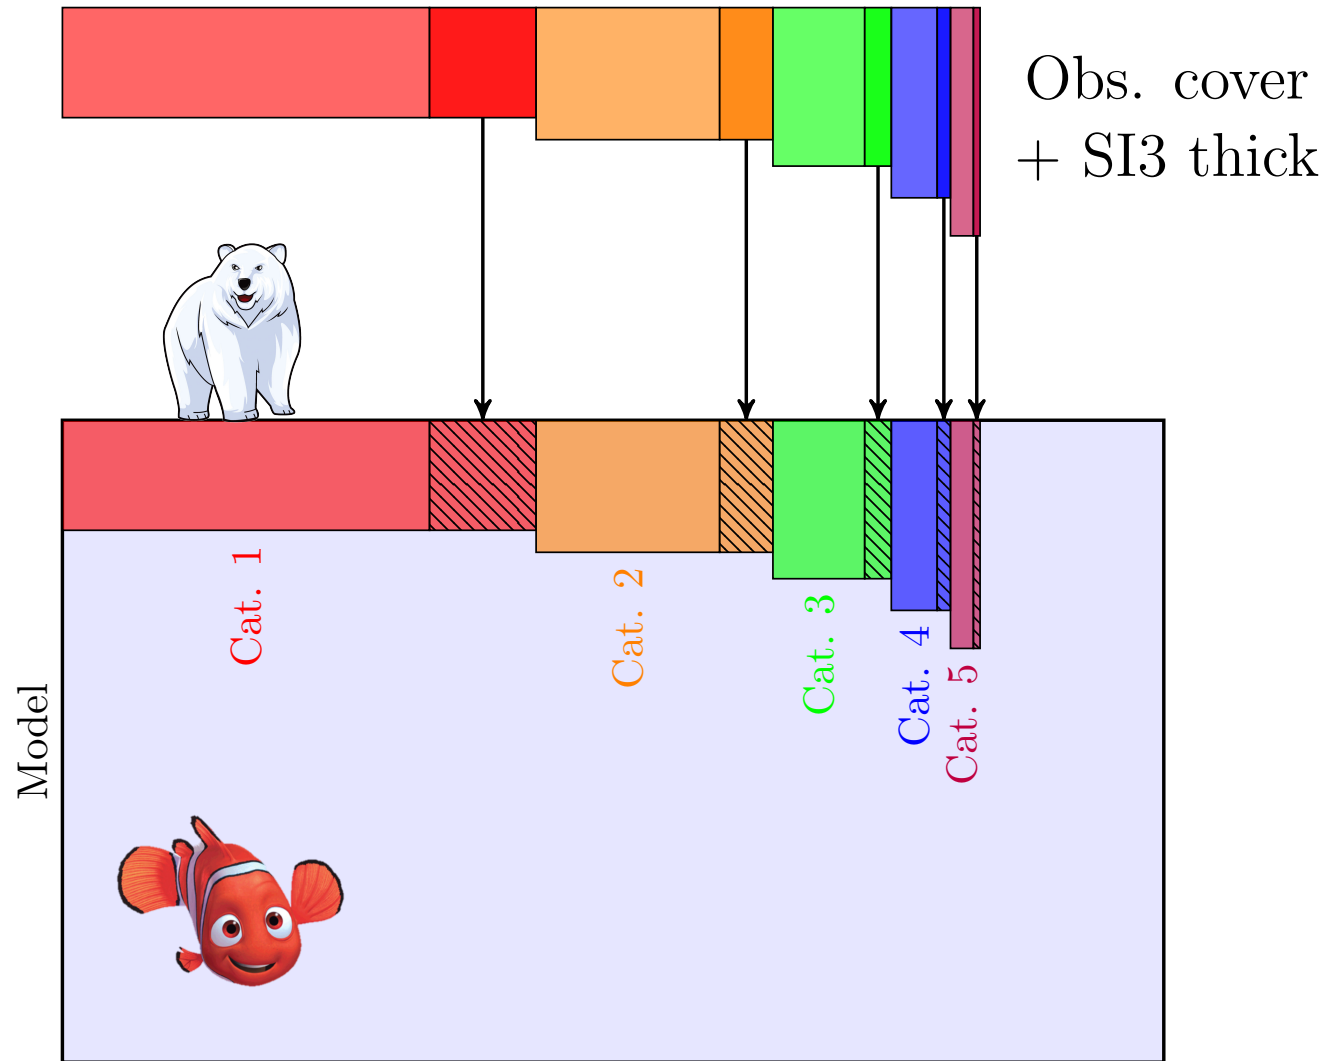 Obs. cover
+ SI3 thick
Cat. 1
Cat. 2
Cat. 3
Cat. 4
Cat. 5
Model